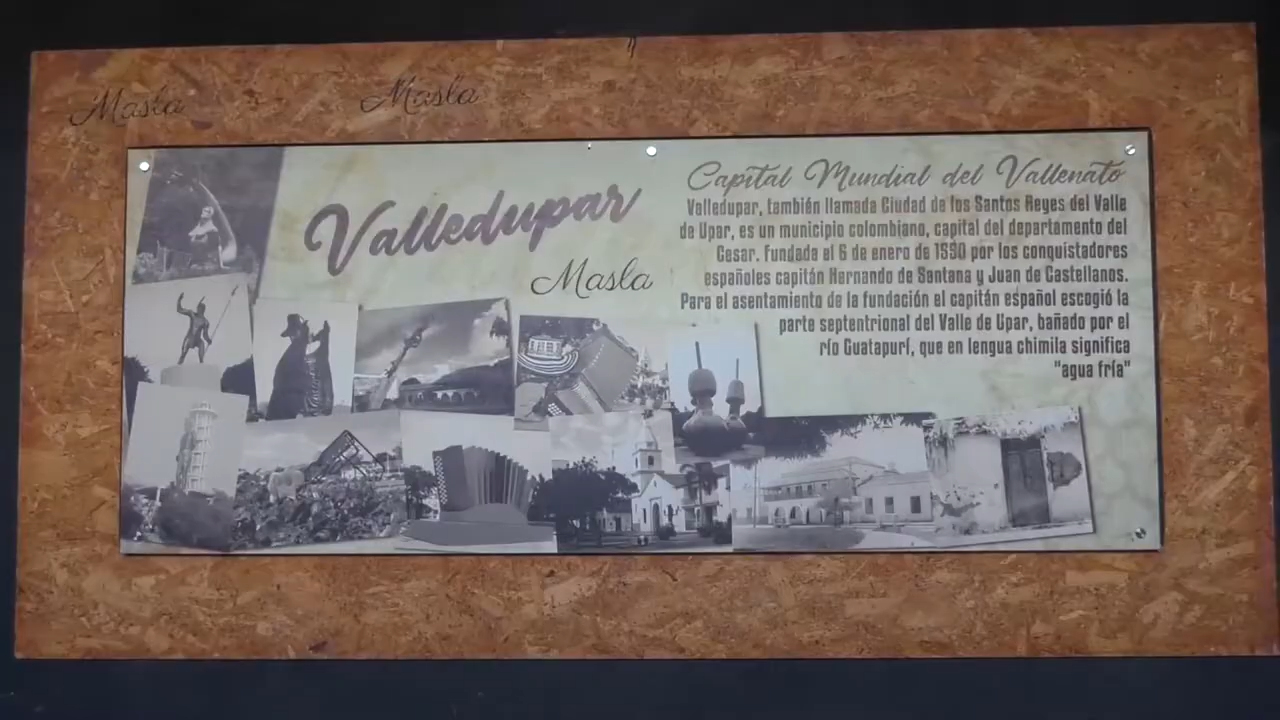 Masla Masla
Valledupar
Masla
Capital Mundial del Vallenato
Valledupar, también llamada Ciudad de los Santos Reyes del Valle
de Upar, es un municipio colombiano, capital del departamento del
Cesar. Fundada el 6 de enero de 1550 por los conquistadores
españoles capitán Hernando de Santana y Juan de Castellanos.
Para el asentamiento de la fundación el capitán español escogió la
parte septentrional del Valle de Upar, bañado por el
río Guatapurí, que en lengua chimila significa
"agua fría"